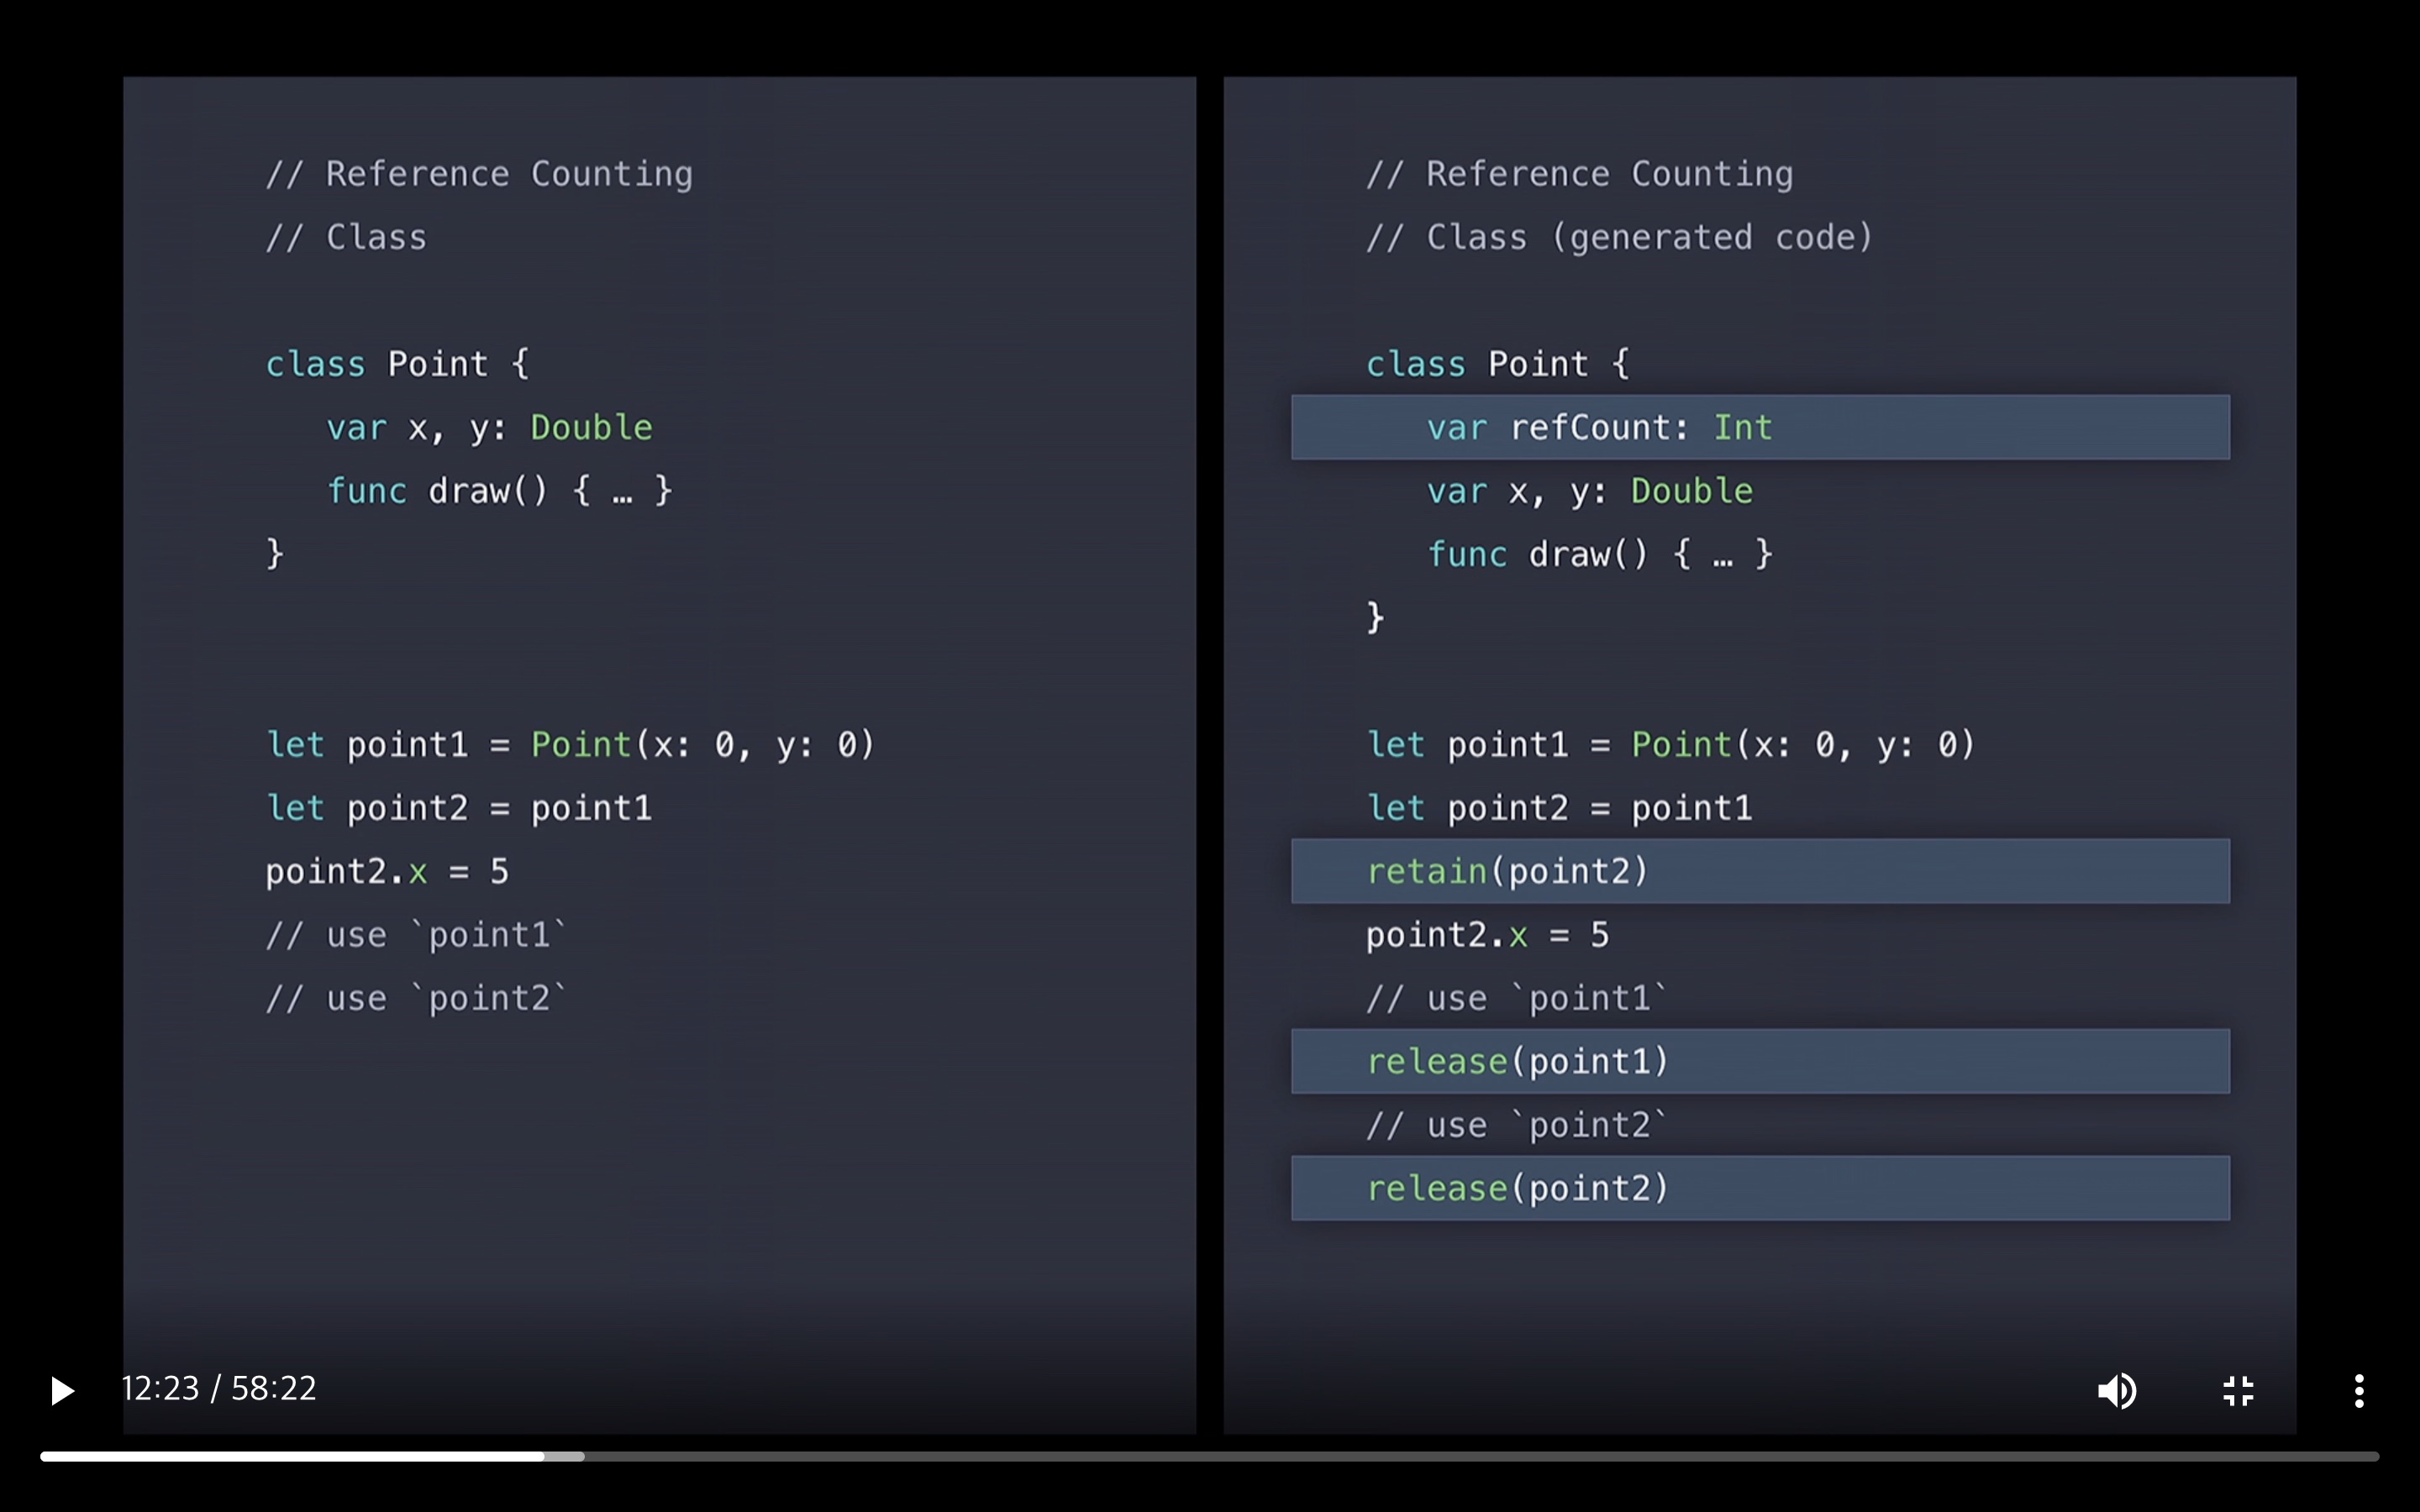 // Reference Counting
// Class
class Point {
   var x, y: Double
   func draw() { … }
}
let point1 = Point(x: 0, y: 0)
let point2 = point1
point2.x = 5
// use `point1`
// use `point2`
// Reference Counting
// Class (generated code)
class Point {
   var refCount: Int
   var x, y: Double
   func draw() { … }
}
let point1 = Point(x: 0, y: 0)
let point2 = point1
retain(point2)
point2.x = 5
// use `point1`
release(point1)
// use `point2`
release(point2)
12:23 / 58:22